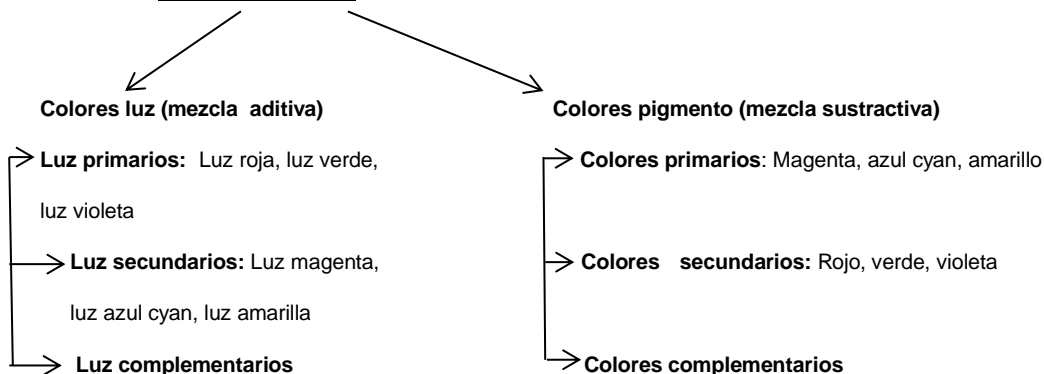 Colores luz (mezcla aditiva)
Luz primarios: Luz roja, luz verde,
luz violeta
Luz secundarios: Luz magenta,
luz azul cyan, luz amarilla
Luz complementarios
Colores pigmento (mezcla sustractiva)
Colores primarios: Magenta, azul cyan, amarillo
Colores secundarios: Rojo, verde, violeta
Colores complementarios